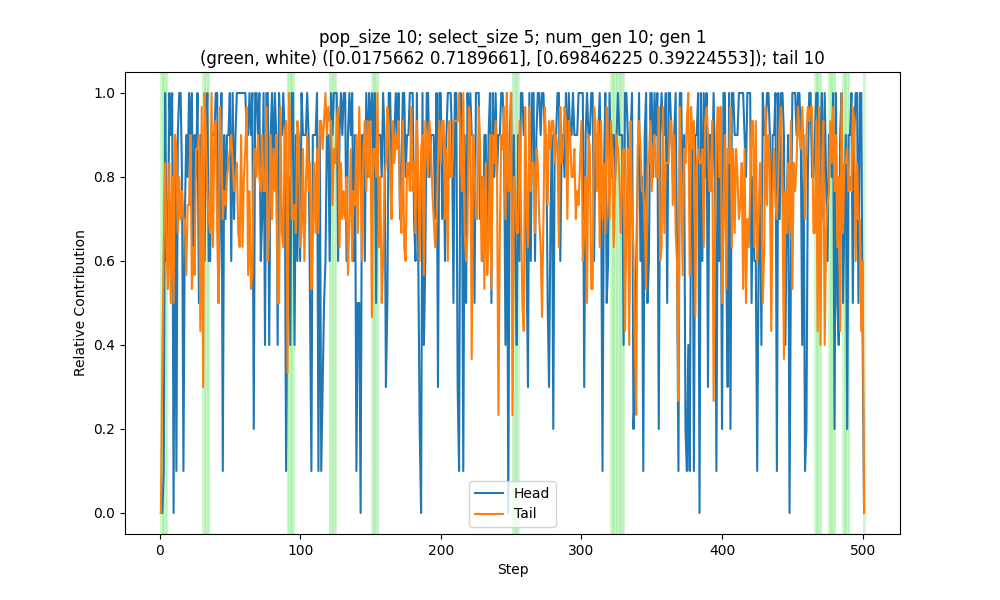 pop_size 10; select_size 5; num_gen 10; gen 1
(green, white) ([0.0175662 0.7189661], [0.69846225 0.39224553]); tail 10
Relative Contribution
1.0
0.8
0.6
0.4
0.2
0.0
Head
Tail
0 100 200 300 400 500
Step